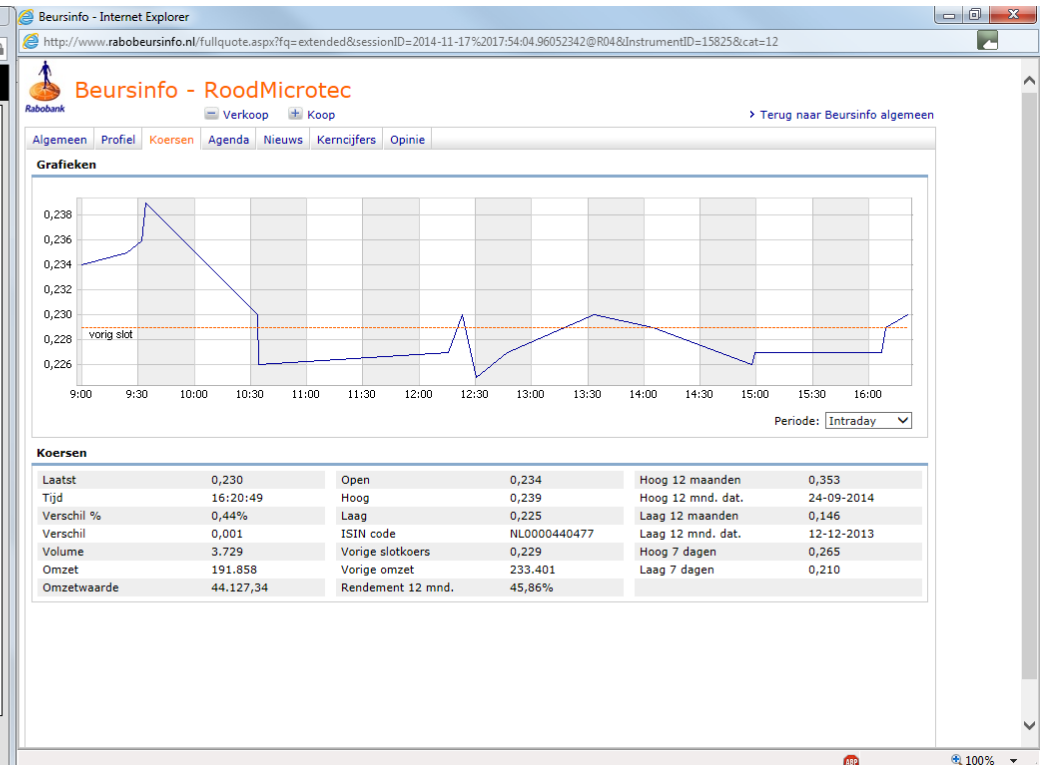 Beursinfo - Internet Explorer
http://www.rabobeursinfo.nl/fullquote.aspx?fq=extended&sessionID=2014-11-17%2017:54:04.96052342@R04&InstrumentID=15825&cat=12
Rabobank
Beursinfo - RoodMicrotec
Verkoop Koop
Terug naar Beursinfo algemeen
Algemeen Profiel Koersen Agenda Nieuws Kerncijfers Opinie
Grafieken
0,238
0,236
0,234
0,232
0,230
vorig slot
0,228
0,226
9:00 9:30 10:00 10:30 11:00 11:30 12:00 12:30 13:00 13:30 14:00 14:30 15:00 15:30 16:00
Periode: Intraday
Koersen
Laatst 0,230 Open 0,234 Hoog 12 maanden 0,353
Tijd 16:20:49 Hoog 0,239 Hoog 12 mnd. dat. 24-09-2014
Verschil % 0,44% Laag 0,225 Laag 12 maanden 0,146
Verschil 0,001 ISIN code NL0000440477 Laag 12 mnd. dat. 12-12-2013
Volume 3.729 Vorige slotkoers 0,229 Hoog 7 dagen 0,265
Omzet 191.858 Vorige omzet 233.401 Laag 7 dagen 0,210
Omzetwaarde 44.127,34 Rendement 12 mnd. 45,86%
ABP 100%